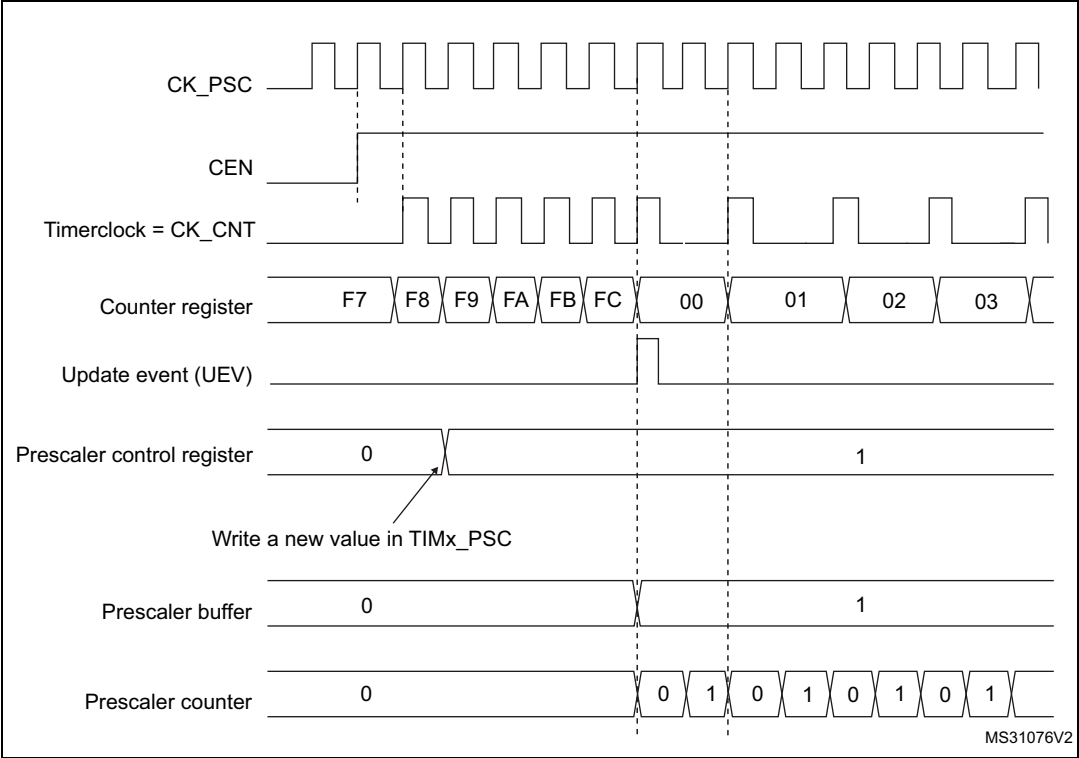 CK_PSC
CEN
Timerclock = CK_CNT
Counter register F7 F8 F9 FA FB FC 00 01 02 03
Update event (UEV)
Prescaler control register 0 1
Write a new value in TIMx_PSC
Prescaler buffer 0 1
Prescaler counter 0 0 1 0 1 0 1 0 1
MS31076V2